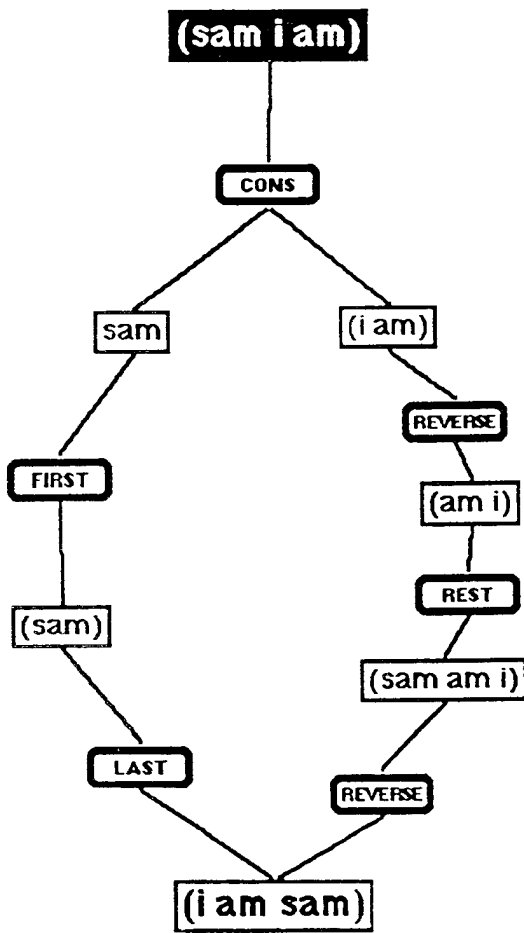 (sam i am)
CONS
sam
(i am)
REVERSE
FIRST
(am i)
REST
(sam)
(sam am i)
LAST
REVERSE
(i am sam)